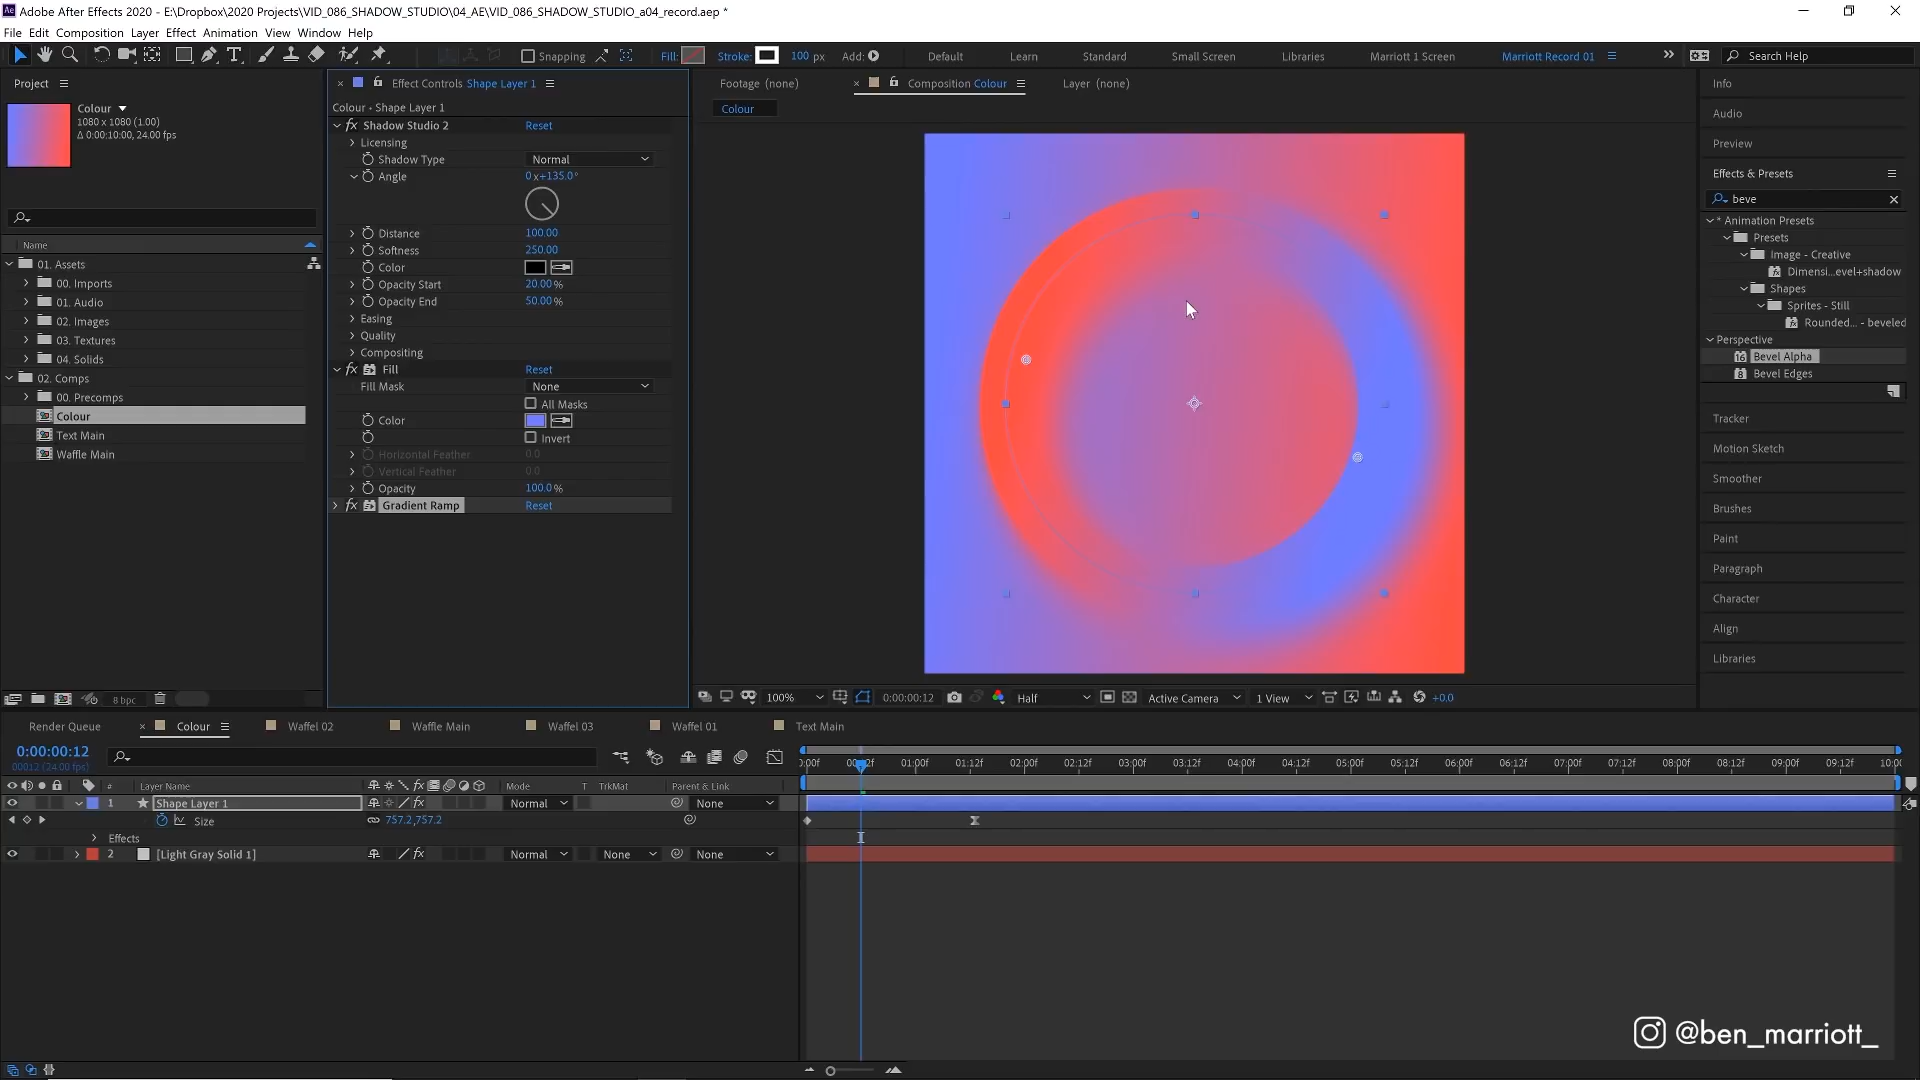 Adobe After Effects 2020 - E:\Dropbox\2020 Projects\VID_086_SHADOW_STUDIO\04_AE\VID_086_SHADOW_STUDIO_a04_record.aep *
File Edit Composition Layer Effect Animation View Window Help
Snapping Fill: Stroke: 100 px Add: Default Learn Standard Small Screen Libraries Marriott 1 Screen Marriott Record 01 Search Help
Project
Colour
1080 x 1080 (1.00)
Δ 0:00:10:00, 24.00 fps
Name
01. Assets
00. Imports
01. Audio
02. Images
03. Textures
04. Solids
02. Comps
00. Precomps
Colour
Text Main
Waffle Main
8 bpc
Effect Controls Shape Layer 1
Colour • Shape Layer 1
fx Shadow Studio 2 Reset
Licensing
Shadow Type Normal
Angle 0x+135.0°
Distance 100.00
Softness 250.00
Color
Opacity Start 20.00%
Opacity End 50.00%
Easing
Quality
Compositing
fx Fill Reset
Fill Mask None
All Masks
Color
Invert
Horizontal Feather 0.0
Vertical Feather 0.0
Opacity 100.0%
fx Gradient Ramp Reset
Footage (none) Composition Colour Layer (none)
Colour
100% 0:00:00:12 Half Active Camera 1 View +0.0
Info
Audio
Preview
Effects & Presets
beve
* Animation Presets
Presets
Image - Creative
Dimensi...evel+shadow
Shapes
Sprites - Still
Rounded... - beveled
Perspective
Bevel Alpha
Bevel Edges
Tracker
Motion Sketch
Smoother
Brushes
Paint
Paragraph
Character
Align
Libraries
Render Queue Colour Waffel 02 Waffle Main Waffel 03 Waffel 01 Text Main
0:00:00:12
00012 (24.00 fps)
# Layer Name Mode T TrkMat Parent & Link
1 Shape Layer 1 Normal None
Size 757.2,757.2
Effects
2 [Light Gray Solid 1] Normal None None
01:00f 01:12f 02:00f 02:12f 03:00f 03:12f 04:00f 04:12f 05:00f 05:12f 06:00f 06:12f 07:00f 07:12f 08:00f 08:12f 09:00f 09:12f
@ben_marriott_